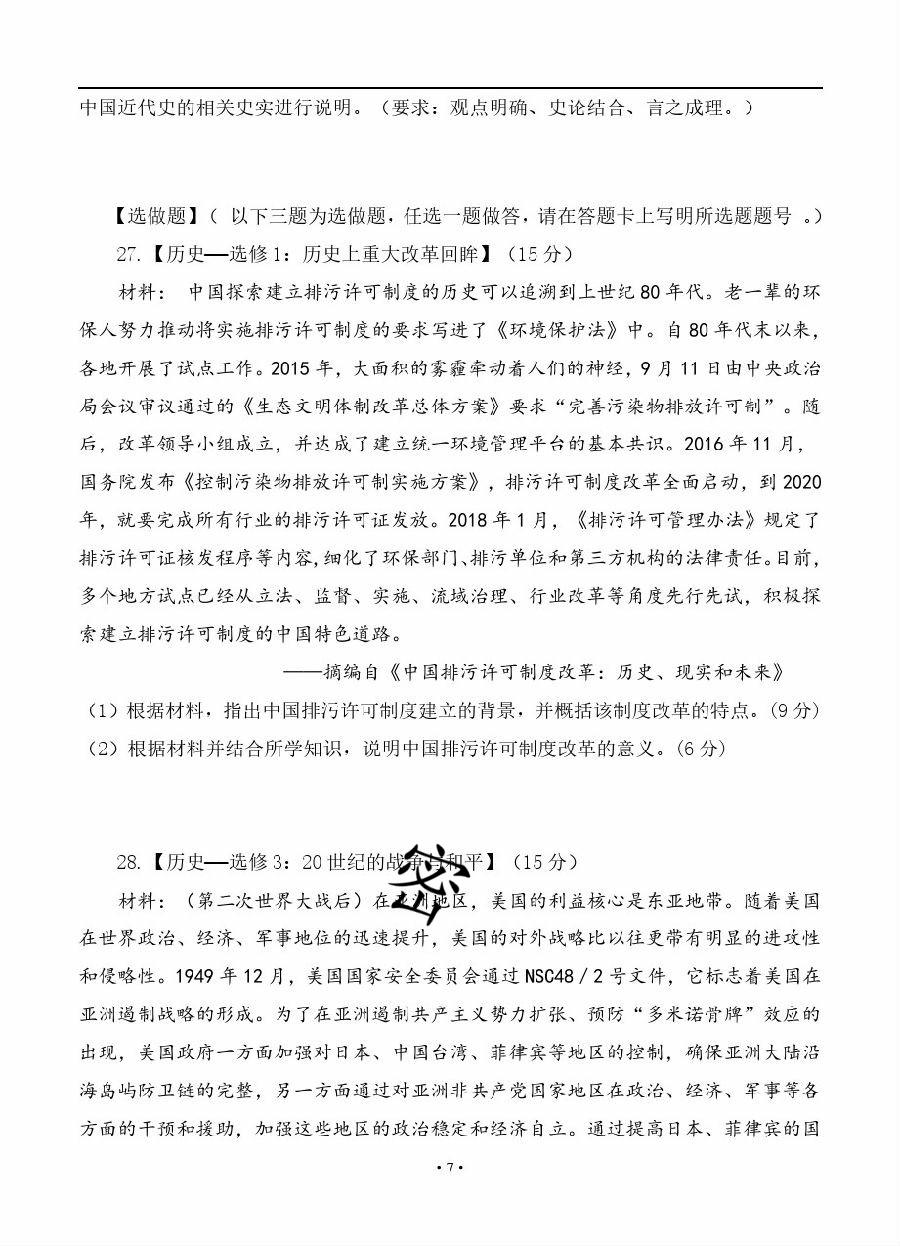 中国近代史的相关史实进行说明。（要求：观点明确、史论结合、言之成理。）
【选做题】（ 以下三题为选做题，任选一题做答，请在答题卡上写明所选题题号 。）
27.【历史──选修1：历史上重大改革回眸】（15分）
材料： 中国探索建立排污许可制度的历史可以追溯到上世纪80年代。老一辈的环
保人努力推动将实施排污许可制度的要求写进了《环境保护法》中。自80年代末以来，
各地开展了试点工作。2015年，大面积的雾霾牵动着人们的神经，9月11日由中央政治
局会议审议通过的《生态文明体制改革总体方案》要求“完善污染物排放许可制”。随
后，改革领导小组成立，并达成了建立统一环境管理平台的基本共识。2016年11月，
国务院发布《控制污染物排放许可制实施方案》，排污许可制度改革全面启动，到2020
年，就要完成所有行业的排污许可证发放。2018年1月，《排污许可管理办法》规定了
排污许可证核发程序等内容,细化了环保部门、排污单位和第三方机构的法律责任。目前，
多个地方试点已经从立法、监督、实施、流域治理、行业改革等角度先行先试，积极探
索建立排污许可制度的中国特色道路。
——摘编自《中国排污许可制度改革：历史、现实和未来》
（1）根据材料，指出中国排污许可制度建立的背景，并概括该制度改革的特点。(9分)
（2）根据材料并结合所学知识，说明中国排污许可制度改革的意义。(6分)
28.【历史──选修3：20世纪的战争与和平】（15分）
密
材料：（第二次世界大战后）在亚洲地区，美国的利益核心是东亚地带。随着美国
在世界政治、经济、军事地位的迅速提升，美国的对外战略比以往更带有明显的进攻性
和侵略性。1949年12月，美国国家安全委员会通过NSC48／2号文件，它标志着美国在
亚洲遏制战略的形成。为了在亚洲遏制共产主义势力扩张、预防“多米诺骨牌”效应的
出现，美国政府一方面加强对日本、中国台湾、菲律宾等地区的控制，确保亚洲大陆沿
海岛屿防卫链的完整，另一方面通过对亚洲非共产党国家地区在政治、经济、军事等各
方面的干预和援助，加强这些地区的政治稳定和经济自立。通过提高日本、菲律宾的国
·7·